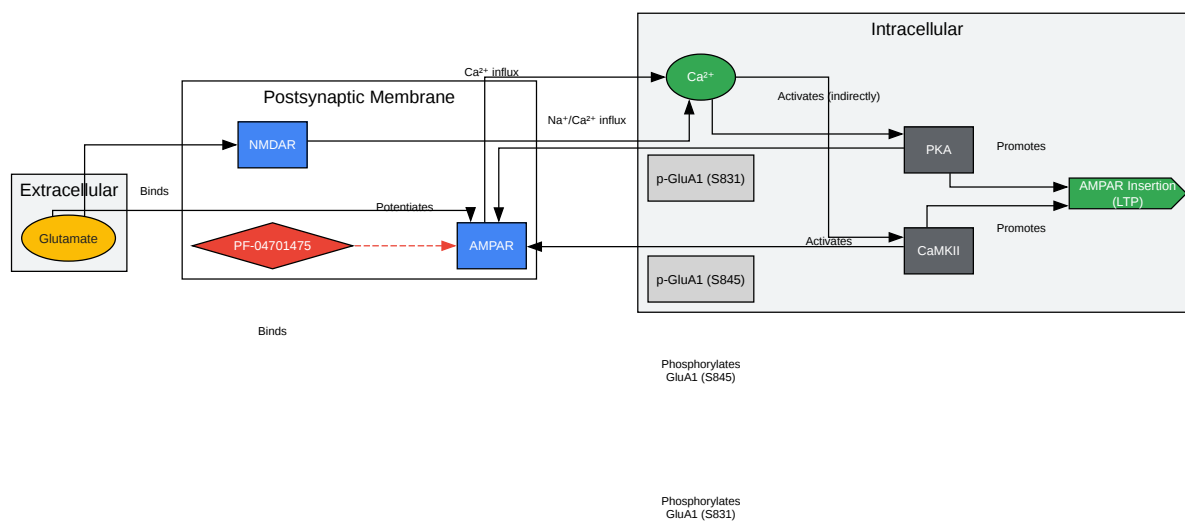 Intracellular
Ca²⁺ influx
Ca²⁺
Postsynaptic Membrane
Activates (indirectly)
Na⁺/Ca²⁺ influx
NMDAR
PKA
Promotes
p-GluA1 (S831)
Extracellular
Binds
AMPAR Insertion
(LTP)
Potentiates
Glutamate
PF-04701475
AMPAR
Activates
CaMKII
Promotes
p-GluA1 (S845)
Binds
Phosphorylates
GluA1 (S845)
Phosphorylates
GluA1 (S831)